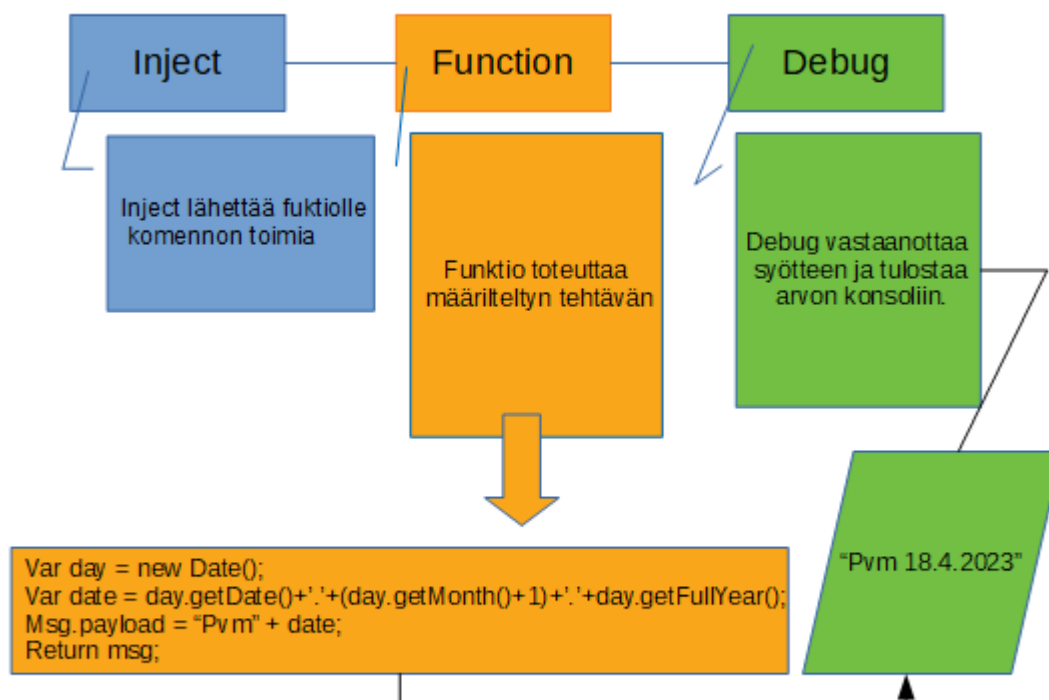 Inject
Function
Debug
Inject lähettää fuktiolle
komennon toimia
Funktio toteuttaa
määrilteltyn tehtävän
Debug vastaanottaa
syötteen ja tulostaa
arvon konsoliin.
Var day = new Date();
Var date = day.getDate()+'.'+(day.getMonth()+1)+'.'+day.getFullYear();
Msg.payload = “Pvm” + date;
Return msg;
“Pvm 18.4.2023”